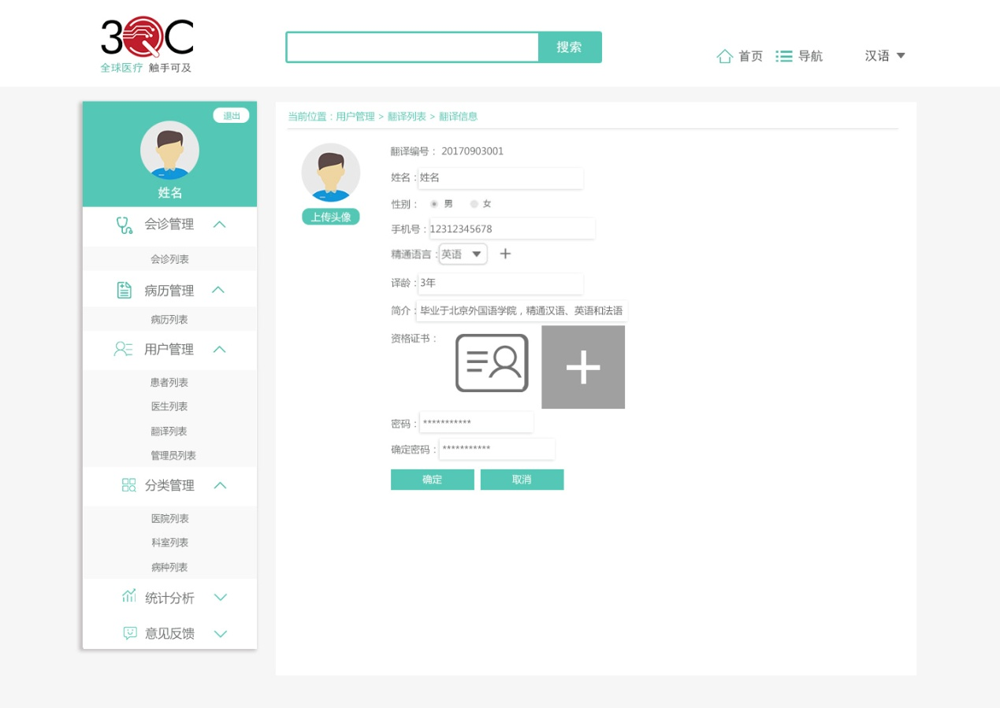 3QC
全球医疗 触手可及
搜索
首页 导航 汉语
退出
姓名
会诊管理
会诊列表
病历管理
病历列表
用户管理
患者列表
医生列表
翻译列表
管理员列表
分类管理
医院列表
科室列表
病种列表
统计分析
意见反馈
当前位置：用户管理 > 翻译列表 > 翻译信息
上传头像
翻译编号： 20170903001
姓名：姓名
性别： 男 女
手机号：12312345678
精通语言：英语
译龄：3年
简介：毕业于北京外国语学院，精通汉语、英语和法语
资格证书：
密码：***********
确定密码：***********
确定 取消